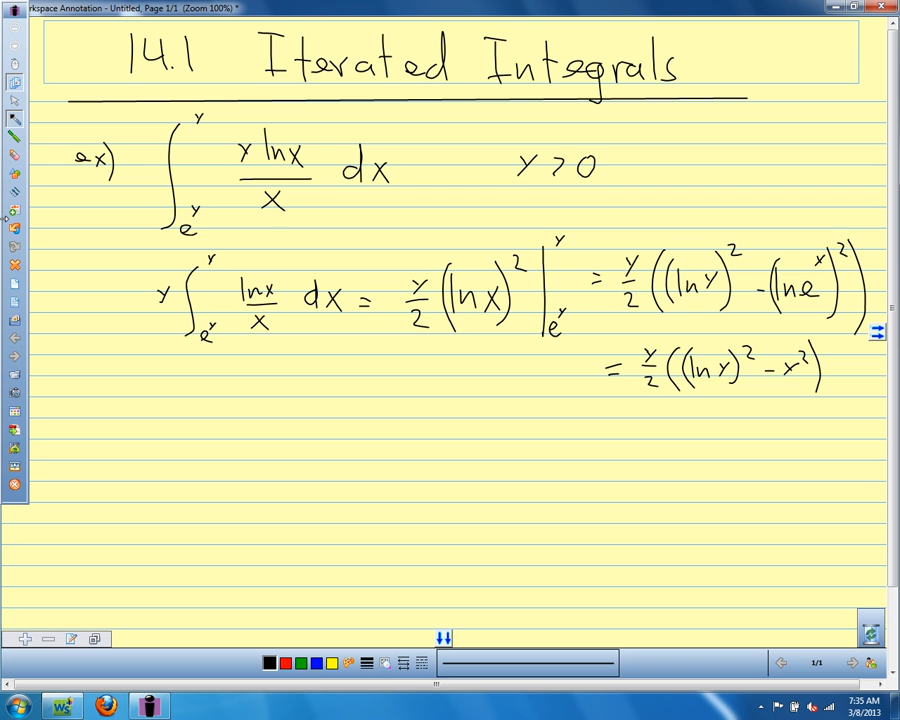 rkspace Annotation - Untitled, Page 1/1 (Zoom 100%) *
14.1 Iterated Integrals
ex) ∫_{e^y}^{y} (y ln x)/x dx    y > 0
y ∫_{e^y}^{y} (ln x)/x dx = y/2 (ln x)^2 |_{e^y}^{y} = y/2 ((ln y)^2 - (ln e^x)^2)
= y/2 ((ln y)^2 - x^2)
1/1
7:35 AM
3/8/2013